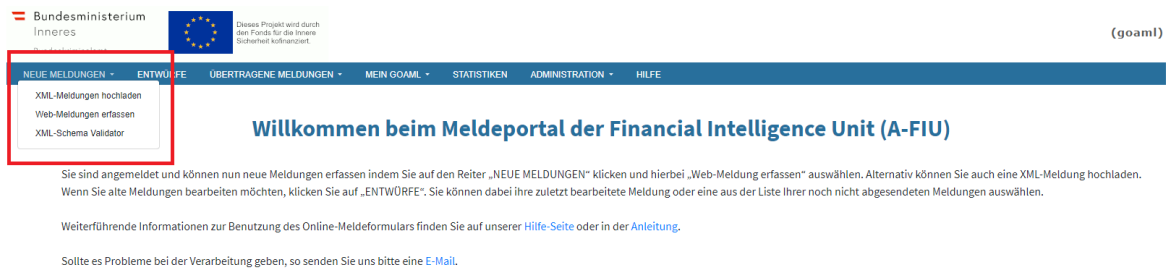 Bundesministerium
Inneres
Dieses Projekt wird durch
den Fonds für die Innere
Sicherheit kofinanziert.
(goaml)
NEUE MELDUNGEN ENTWÜRFE ÜBERTRAGENE MELDUNGEN MEIN GOAML STATISTIKEN ADMINISTRATION HILFE
XML-Meldungen hochladen
Web-Meldungen erfassen
XML-Schema Validator
Willkommen beim Meldeportal der Financial Intelligence Unit (A-FIU)
Sie sind angemeldet und können nun neue Meldungen erfassen indem Sie auf den Reiter „NEUE MELDUNGEN“ klicken und hierbei „Web-Meldung erfassen“ auswählen. Alternativ können Sie auch eine XML-Meldung hochladen.
Wenn Sie alte Meldungen bearbeiten möchten, klicken Sie auf „ENTWÜRFE“. Sie können dabei ihre zuletzt bearbeitete Meldung oder eine aus der Liste Ihrer noch nicht abgesendeten Meldungen auswählen.
Weiterführende Informationen zur Benutzung des Online-Meldeformulars finden Sie auf unserer Hilfe-Seite oder in der Anleitung.
Sollte es Probleme bei der Verarbeitung geben, so senden Sie uns bitte eine E-Mail.